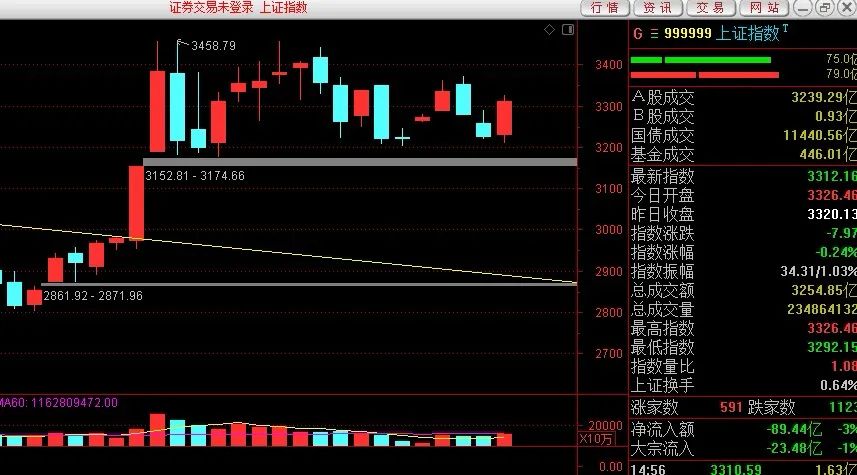 证券交易未登录 上证指数 行情 资讯 交易 网站
G 三 999999 上证指数 T
3458.79
3400
3300
3200
3100
3000
2900
2800
2700
3152.81 - 3174.66
2861.92 - 2871.96
MA60: 1162809472.00
20000
X10万
0.00
75.0亿
79.0亿
A股成交 3239.29亿
B股成交 0.93亿
国债成交 11440.56亿
基金成交 446.01亿
最新指数 3312.16
今日开盘 3326.46
昨日收盘 3320.13
指数涨跌 -7.97
指数涨幅 -0.24%
指数振幅 34.31/1.03%
总成交额 3254.85亿
总成交量 234864132
最高指数 3326.46
最低指数 3292.15
指数量比 1.08
上证换手 0.64%
涨家数 591 跌家数 1123
净流入额 -89.44亿 -3%
大宗流入 -23.48亿 -1%
14:56 3310.59 1.63亿